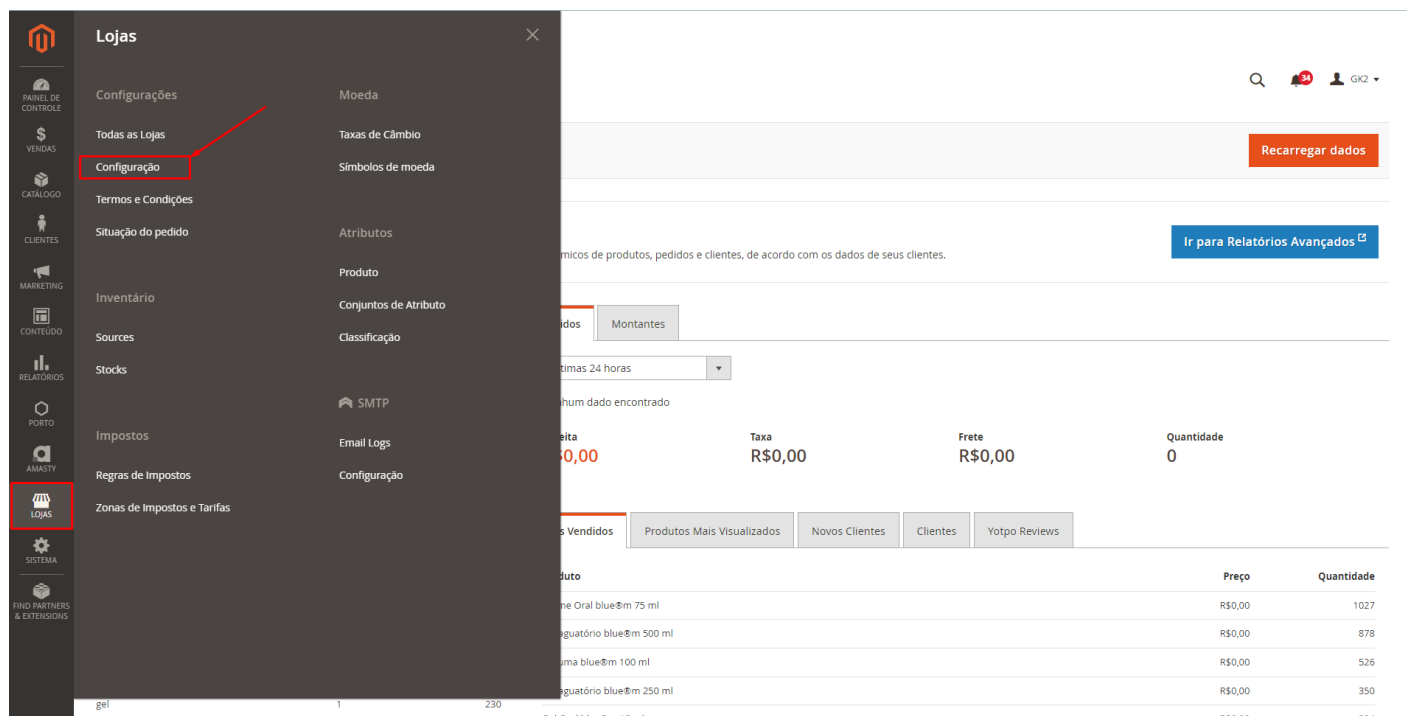 Lojas
PAINEL DE
CONTROLE
VENDAS
CATÁLOGO
CLIENTES
MARKETING
CONTEÚDO
RELATÓRIOS
PORTO
AMASTY
LOJAS
SISTEMA
FIND PARTNERS
& EXTENSIONS
Configurações
Todas as Lojas
Configuração
Termos e Condições
Situação do pedido
Inventário
Sources
Stocks
Impostos
Regras de Impostos
Zonas de Impostos e Tarifas
Moeda
Taxas de Câmbio
Símbolos de moeda
Atributos
Produto
Conjuntos de Atributo
Classificação
SMTP
Email Logs
Configuração
34 GK2
Recarregar dados
Ir para Relatórios Avançados
micos de produtos, pedidos e clientes, de acordo com os dados de seus clientes.
idos Montantes
timas 24 horas
hum dado encontrado
eita Taxa Frete Quantidade
0,00 R$0,00 R$0,00 0
s Vendidos Produtos Mais Visualizados Novos Clientes Clientes Yotpo Reviews
duto Preço Quantidade
me Oral blue®m 75 ml R$0,00 1027
aguatório blue®m 500 ml R$0,00 878
uma blue®m 100 ml R$0,00 526
aguatório blue®m 250 ml R$0,00 350
gel 1 230